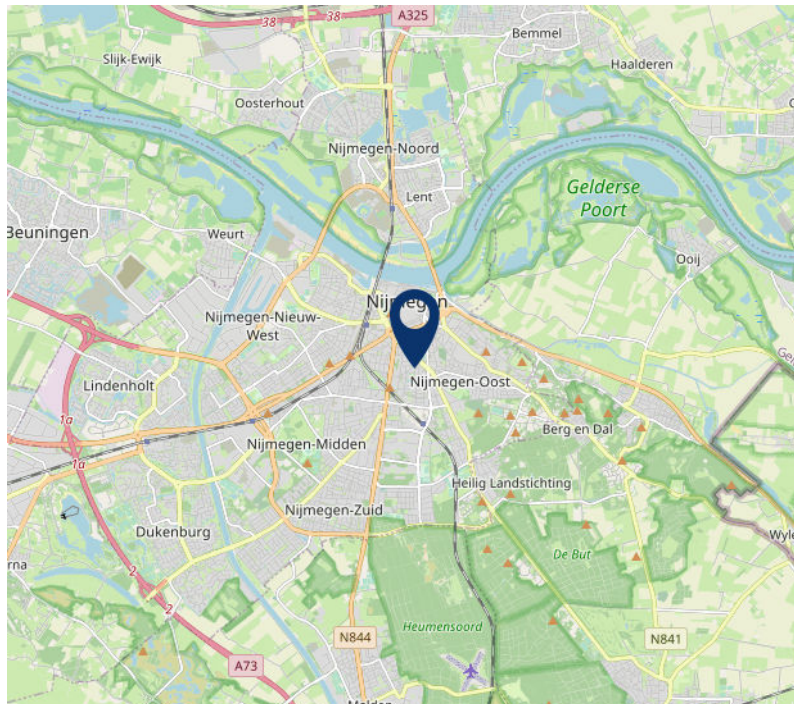 38
A325
38
Bemmel
Slijk-Ewijk
Haalderen
Oosterhout
Nijmegen-Noord
Lent
Gelderse
Poort
Beuningen
Weurt
Ooij
Nijmegen
Nijmegen-Nieuw-
West
Lindenholt
Nijmegen-Oost
1a
Berg en Dal
Nijmegen-Midden
1a
Heilig Landstichting
Nijmegen-Zuid
Dukenburg
De But
2
2
Heumensoord
N844
N841
A73